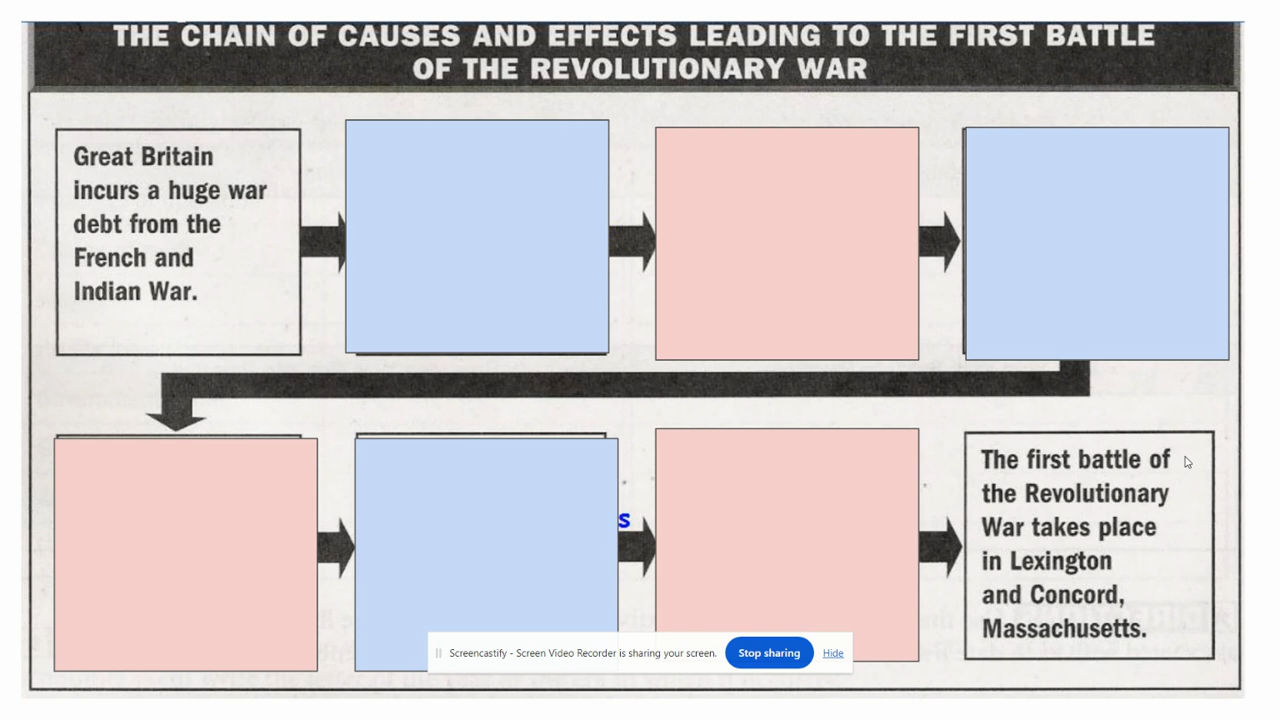 THE CHAIN OF CAUSES AND EFFECTS LEADING TO THE FIRST BATTLE
OF THE REVOLUTIONARY WAR
Great Britain
incurs a huge war
debt from the
French and
Indian War.
s
The first battle of
the Revolutionary
War takes place
in Lexington
and Concord,
Massachusetts.
Screencastify - Screen Video Recorder is sharing your screen. Stop sharing Hide